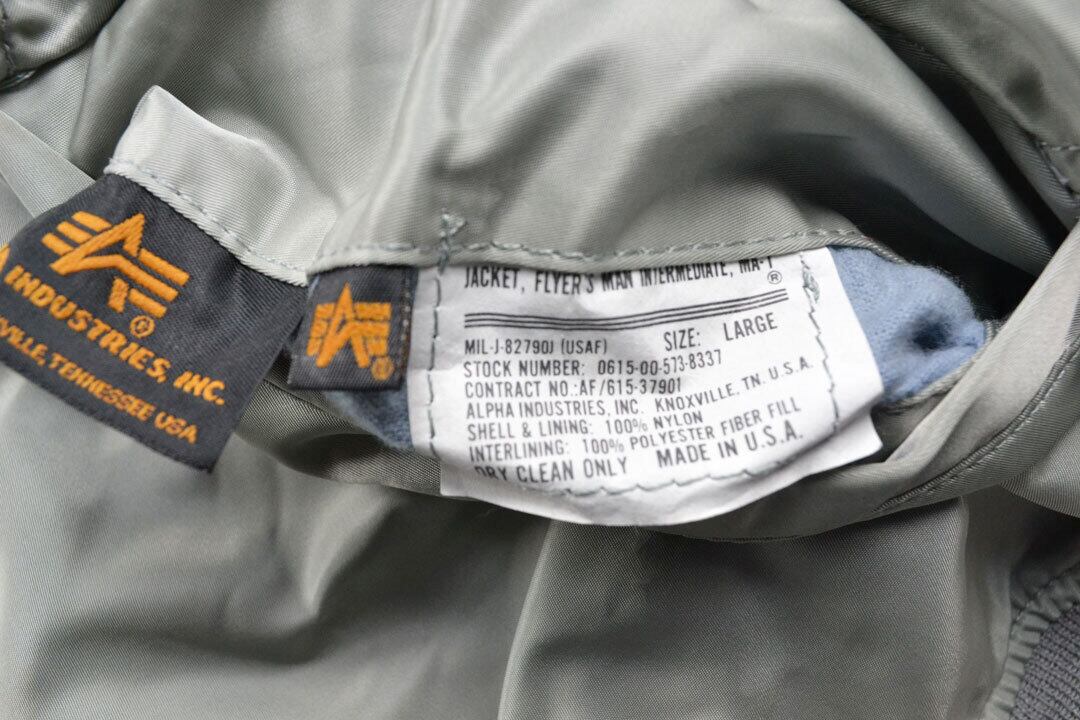 INDUSTRIES, INC.
TENNESSEE USA
®
®
JACKET, FLYER'S MAN INTERMEDIATE, MA-1
®
MIL-J-82790J (USAF) SIZE: LARGE
STOCK NUMBER: 0615-00-573-8337
CONTRACT NO.:AF/615-37901
ALPHA INDUSTRIES, INC. KNOXVILLE, TN. U.S.A.
SHELL & LINING: 100% NYLON
INTERLINING: 100% POLYESTER FIBER FILL
DRY CLEAN ONLY MADE IN U.S.A.